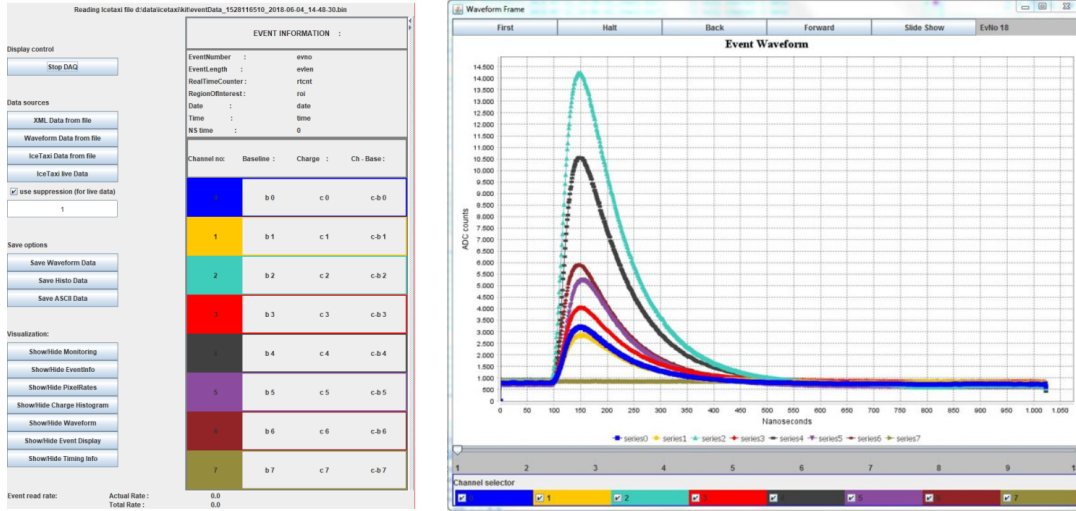 Reading Icetaxi file d:\data\icetaxi\kit\eventData_1528116510_2018-06-04_14-48-30.bin
EVENT INFORMATION :
Display control
Stop DAQ
EventNumber : evno
EventLength : evlen
RealTimeCounter : rtcnt
RegionOfInterest : roi
Date : date
Time : time
NS time : 0
Data sources
XML Data from file
Waveform Data from file
IceTaxi Data from file
IceTaxi live Data
use suppression (for live data)
1
Channel no: Baseline : Charge : Ch - Base :
b 0 c 0 c-b 0
1 b 1 c 1 c-b 1
2 b 2 c 2 c-b 2
3 b 3 c 3 c-b 3
b 4 c 4 c-b 4
5 b 5 c 5 c-b 5
6 b 6 c 6 c-b 6
7 b 7 c 7 c-b 7
Save options
Save Waveform Data
Save Histo Data
Save ASCII Data
Visualization:
Show/Hide Monitoring
Show/Hide EventInfo
Show/Hide PixelRates
Show/Hide Charge Histogram
Show/Hide Waveform
Show/Hide Event Display
Show/Hide Timing Info
Event read rate: Actual Rate : 0.0
Total Rate : 0.0
Waveform Frame
First Halt Back Forward Slide Show EvNo 18
Event Waveform
14.500
14.000
13.500
13.000
12.500
12.000
11.500
11.000
10.500
10.000
9.500
9.000
8.500
8.000
7.500
7.000
6.500
6.000
5.500
5.000
4.500
4.000
3.500
3.000
2.500
2.000
1.500
1.000
500
0
ADC counts
0 50 100 150 200 250 300 350 400 450 500 550 600 650 700 750 800 850 900 950 1.000 1.050
Nanoseconds
series0 series1 series2 series3 series4 series5 series6 series7
1 2 3 4 5 6 7 8 9
Channel selector
1 2 3 5 7